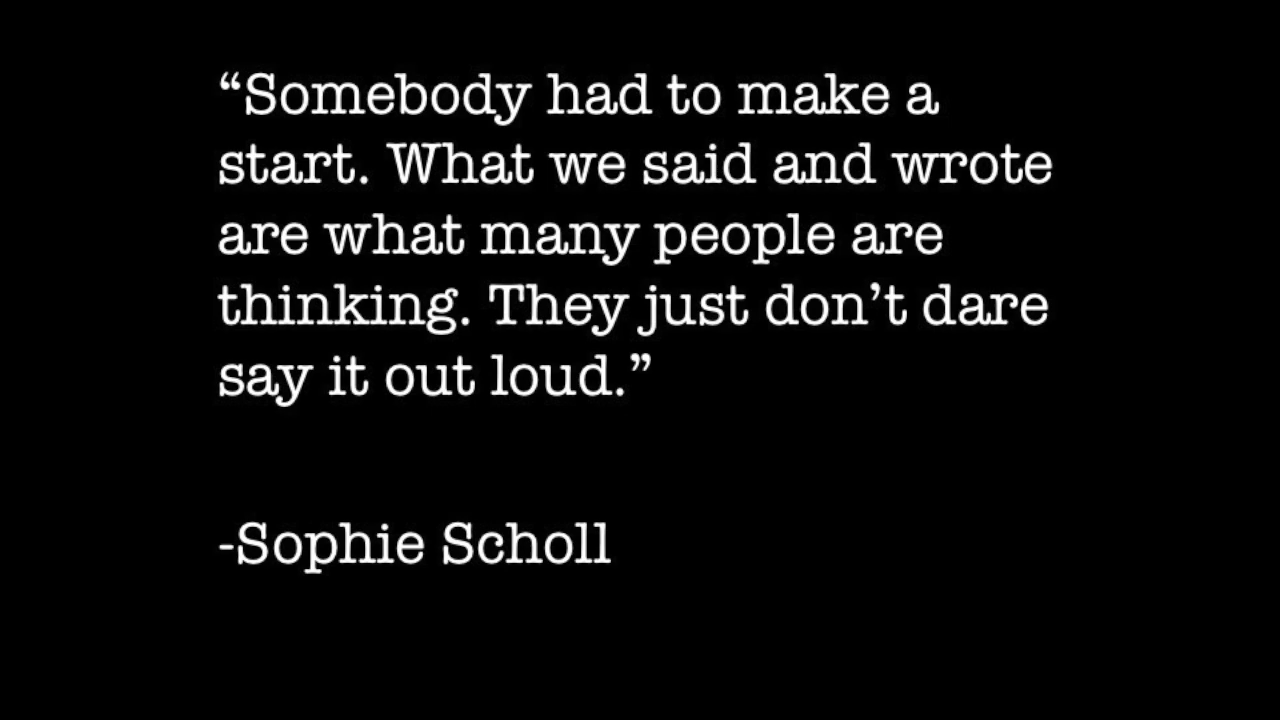 “Somebody had to make a
start. What we said and wrote
are what many people are
thinking. They just don’t dare
say it out loud.”
-Sophie Scholl